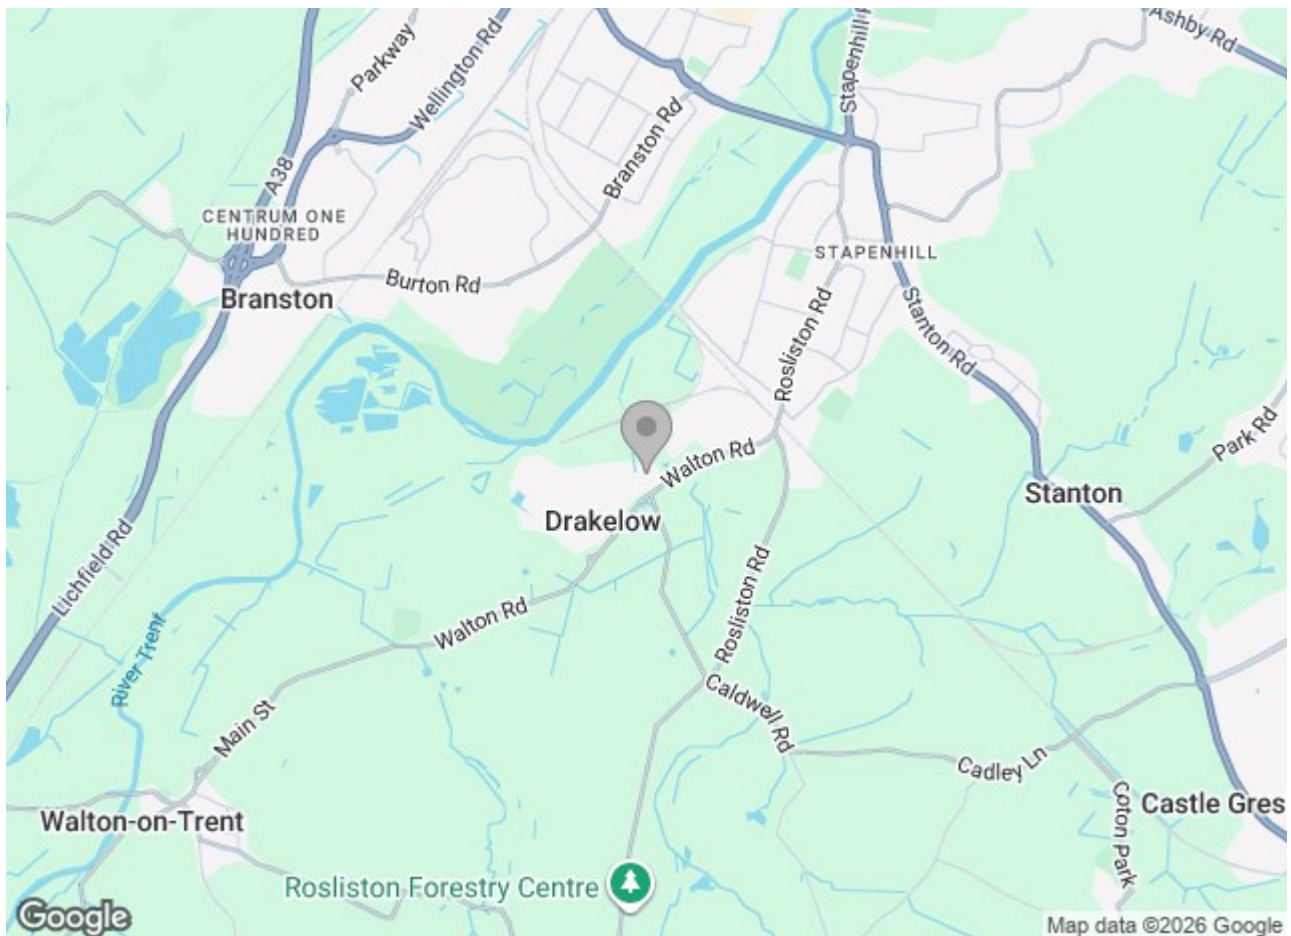 Ashby Rd
Parkway
Wellington Rd
Stapenhill R
Branston Rd
A38
CENTRUM ONE
HUNDRED
STAPENHILL
Burton Rd
Branston
Rosliston Rd
Stanton Rd
Park Rd
Walton Rd
Stanton
Drakelow
Lichfield Rd
Walton Rd
Rosliston Rd
River Trent
Caldwell Rd
Main St
Cadley Ln
Coton Park
Castle Gres
Walton-on-Trent
Rosliston Forestry Centre
Google
Map data ©2026 Google